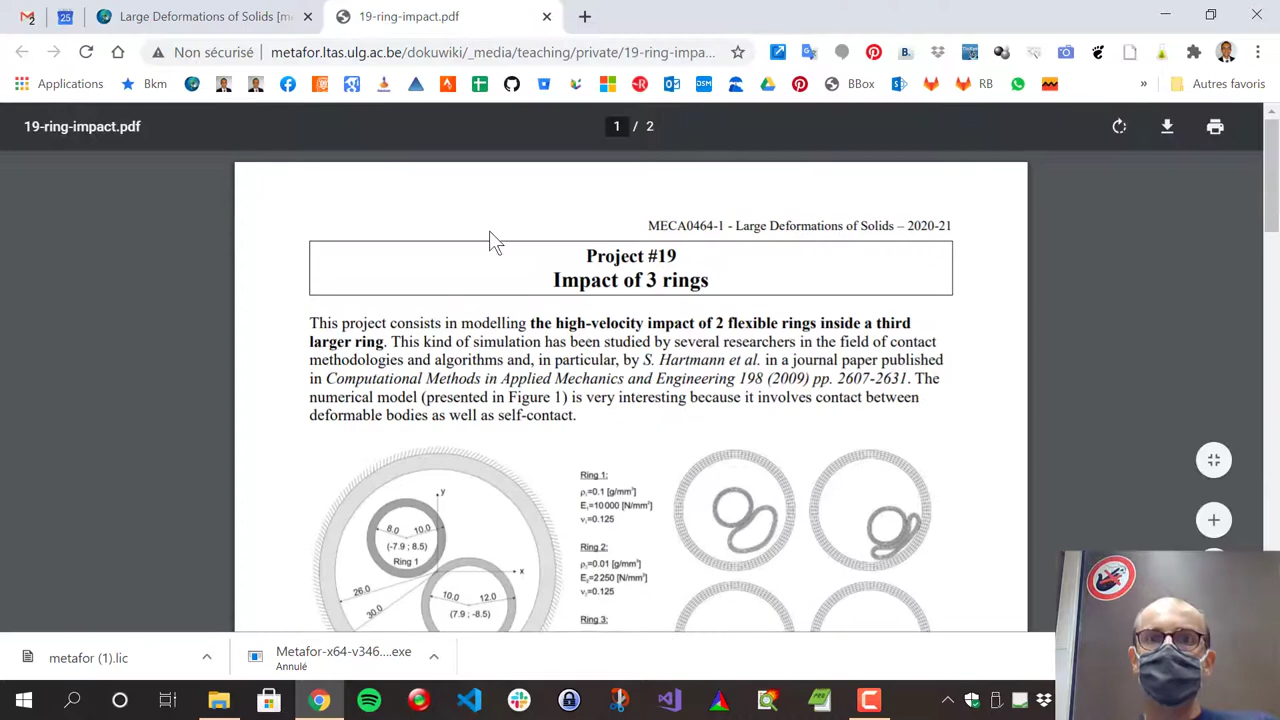 Large Deformations of Solids [m
19-ring-impact.pdf
Non sécurisé
metafor.ltas.ulg.ac.be/dokuwiki/_media/teaching/private/19-ring-impa...
Applications
Bkm
BBox
RB
Autres favoris
19-ring-impact.pdf
1 / 2
MECA0464-1 - Large Deformations of Solids – 2020-21
Project #19
Impact of 3 rings
This project consists in modelling the high-velocity impact of 2 flexible rings inside a third
larger ring. This kind of simulation has been studied by several researchers in the field of contact
methodologies and algorithms and, in particular, by S. Hartmann et al. in a journal paper published
in Computational Methods in Applied Mechanics and Engineering 198 (2009) pp. 2607-2631. The
numerical model (presented in Figure 1) is very interesting because it involves contact between
deformable bodies as well as self-contact.
y
8.0 10.0
(-7.9 ; 8.5)
Ring 1
x
26.0
30.0
10.0 12.0
(7.9 ; -8.5)
Ring 1:
ρ₁=0.1 [g/mm³]
E₁=10 000 [N/mm²]
ν₁=0.125
Ring 2:
ρ₂=0.01 [g/mm³]
E₂=2 250 [N/mm²]
ν₂=0.125
Ring 3:
metafor (1).lic
Metafor-x64-v346....exe
Annulé